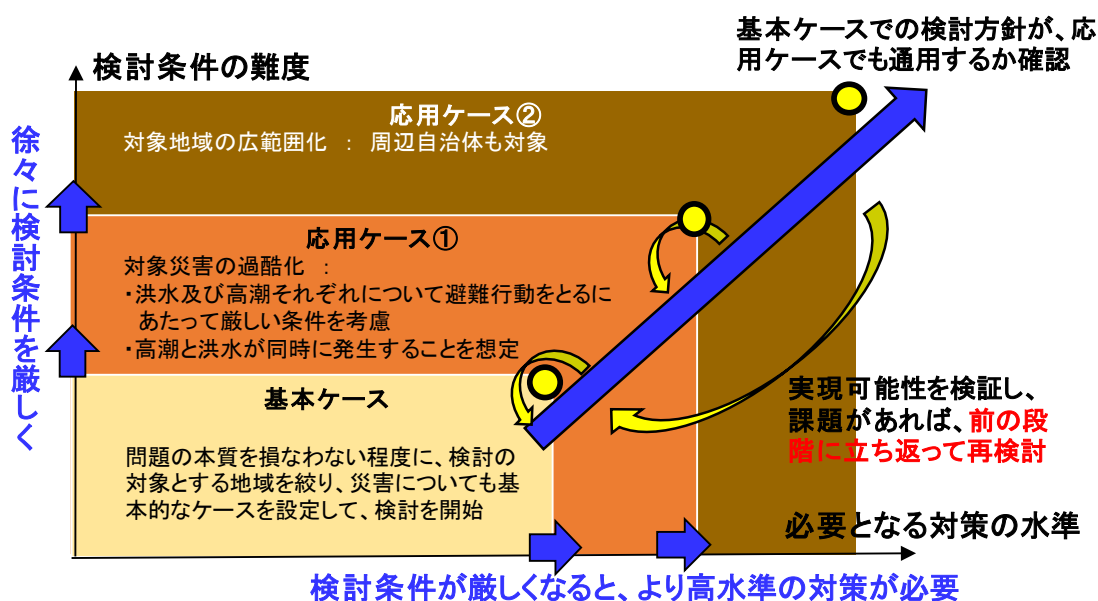 基本ケースでの検討方針が、応
用ケースでも通用するか確認
検討条件の難度
応用ケース②
対象地域の広範囲化 ： 周辺自治体も対象
徐々に検討条件を厳しく
応用ケース①
対象災害の過酷化 ：
・洪水及び高潮それぞれについて避難行動をとるに
あたって厳しい条件を考慮
・高潮と洪水が同時に発生することを想定
基本ケース
問題の本質を損なわない程度に、検討の
対象とする地域を絞り、災害についても基
本的なケースを設定して、検討を開始
実現可能性を検証し、
課題があれば、前の段
階に立ち返って再検討
必要となる対策の水準
検討条件が厳しくなると、より高水準の対策が必要